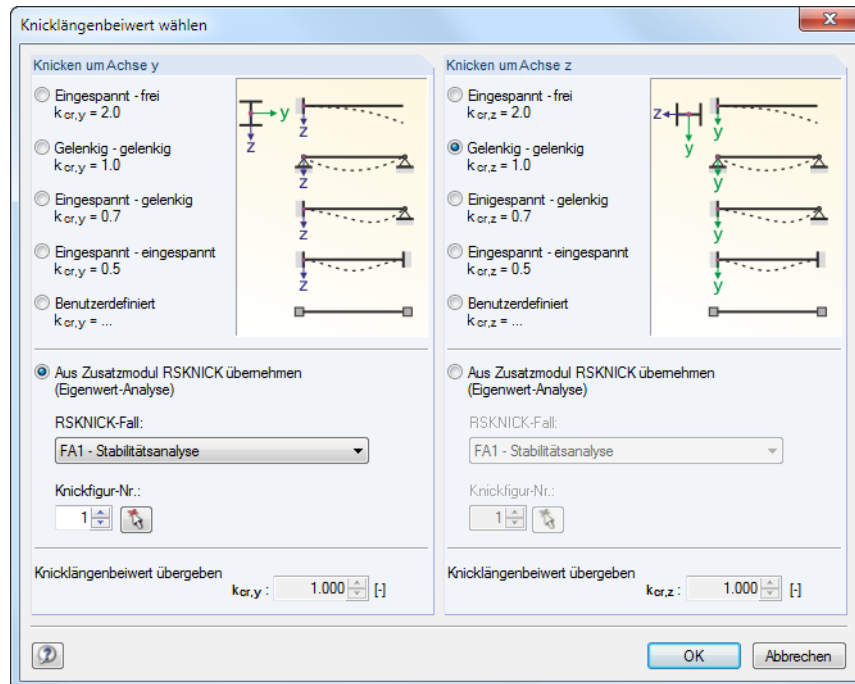 Knicklängenbeiwert wählen
Knicken um Achse y
Eingespannt - frei
kcr,y = 2.0
Gelenkig - gelenkig
kcr,y = 1.0
Eingespannt - gelenkig
kcr,y = 0.7
Eingespannt - eingespannt
kcr,y = 0.5
Benutzerdefiniert
kcr,y = ...
y
z
z
z
z
z
Aus Zusatzmodul RSKNICK übernehmen
(Eigenwert-Analyse)
RSKNICK-Fall:
FA1 - Stabilitätsanalyse
Knickfigur-Nr.:
1
Knicklängenbeiwert übergeben
kcr,y : 1.000 [-]
Knicken um Achse z
Eingespannt - frei
kcr,z = 2.0
Gelenkig - gelenkig
kcr,z = 1.0
Einigespannt - gelenkig
kcr,z = 0.7
Eingespannt - eingespannt
kcr,z = 0.5
Benutzerdefiniert
kcr,z = ...
z
y
y
y
y
y
Aus Zusatzmodul RSKNICK übernehmen
(Eigenwert-Analyse)
RSKNICK-Fall:
FA1 - Stabilitätsanalyse
Knickfigur-Nr.:
1
Knicklängenbeiwert übergeben
kcr,z : 1.000 [-]
OK
Abbrechen